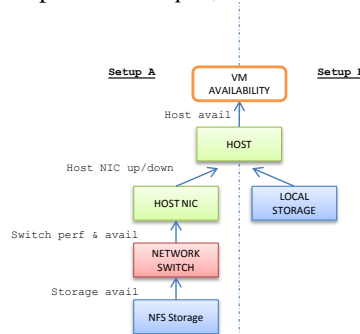 Setup A
VM
AVAILABILITY
Setup
Host avail
HOST
Host NIC up/down
HOST NIC
LOCAL
STORAGE
Switch perf & avail
NETWORK
SWITCH
Storage avail
NFS Storage